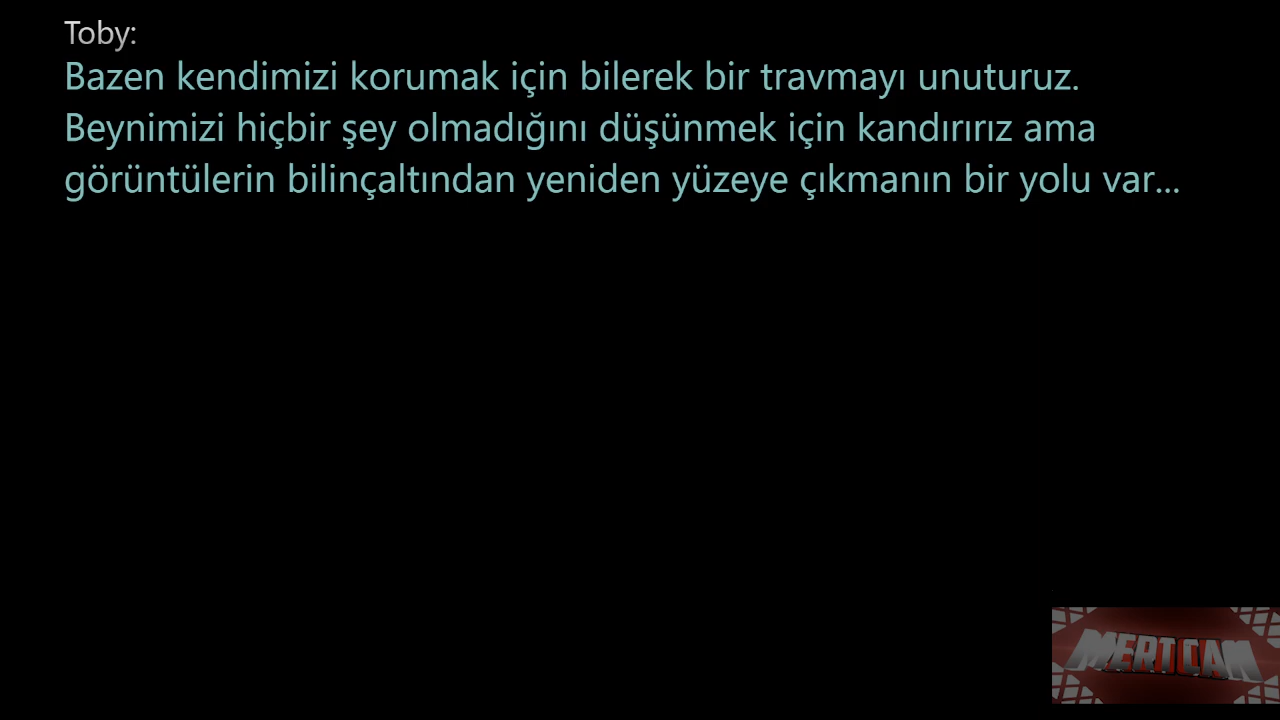 Toby:
Bazen kendimizi korumak için bilerek bir travmayı unuturuz.
Beynimizi hiçbir şey olmadığını düşünmek için kandırırız ama
görüntülerin bilinçaltından yeniden yüzeye çıkmanın bir yolu var...
MERTCAN